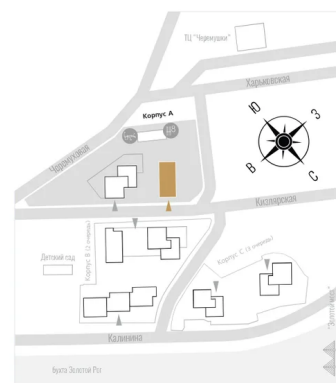 ТЦ "Черемушки"
Харьковская
Корпус А
Черемуховая
Ю
З
В
С
Кизлярская
Корпус В (2 очередь)
Корпус С (3 очередь)
Детский сад
Калинина
бухта Золотой Рог